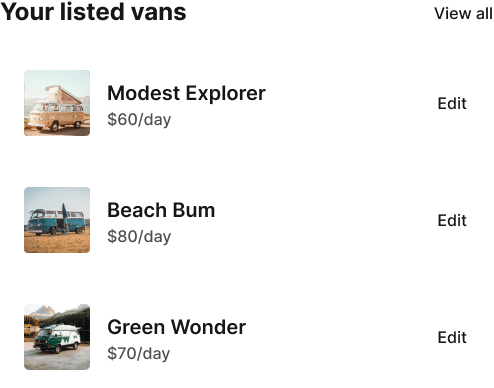 Your listed vans
View all
Modest Explorer
$60/day
Edit
Beach Bum
$80/day
Edit
Green Wonder
$70/day
Edit